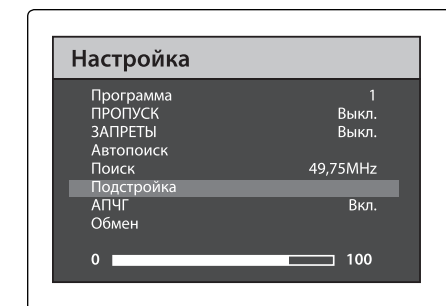 Настройка
Программа 1
ПРОПУСК Выкл.
ЗАПРЕТЫ Выкл.
Автопоиск
Поиск 49,75MHz
Подстройка
АПЧГ Вкл.
Обмен
0 100